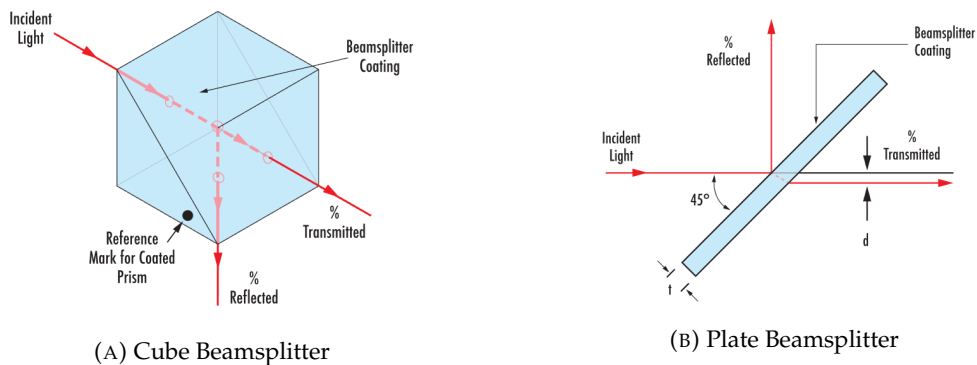 Incident
Light
Beamsplitter
Coating
%
Transmitted
Reference
Mark for Coated
Prism
%
Reflected
(A) Cube Beamsplitter
%
Reflected
Beamsplitter
Coating
Incident
Light
%
Transmitted
45°
d
t
(B) Plate Beamsplitter